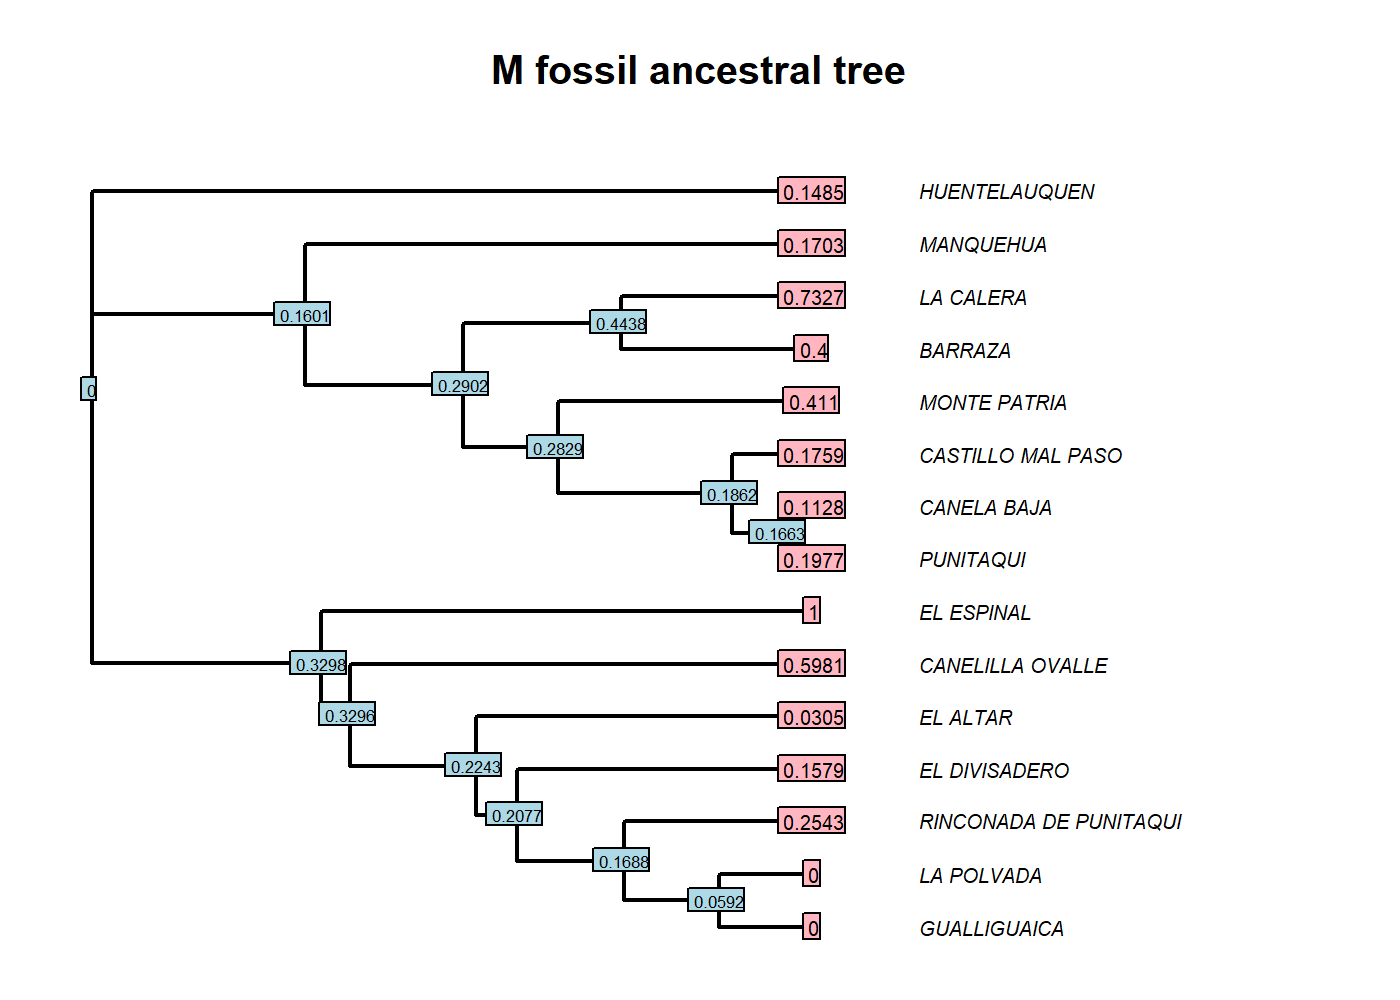 M fossil ancestral tree
0.1485 HUENTELAUQUEN
0.1703 MANQUEHUA
0.7327 LA CALERA
0.1601
0.4438
0.4 BARRAZA
0.2902
0
0.411 MONTE PATRIA
0.2829
0.1759 CASTILLO MAL PASO
0.1862
0.1128 CANELA BAJA
0.1663
0.1977 PUNITAQUI
1 EL ESPINAL
0.3298
0.5981 CANELILLA OVALLE
0.3296
0.0305 EL ALTAR
0.2243
0.1579 EL DIVISADERO
0.2077
0.2543 RINCONADA DE PUNITAQUI
0.1688
0 LA POLVADA
0.0592
0 GUALLIGUAICA